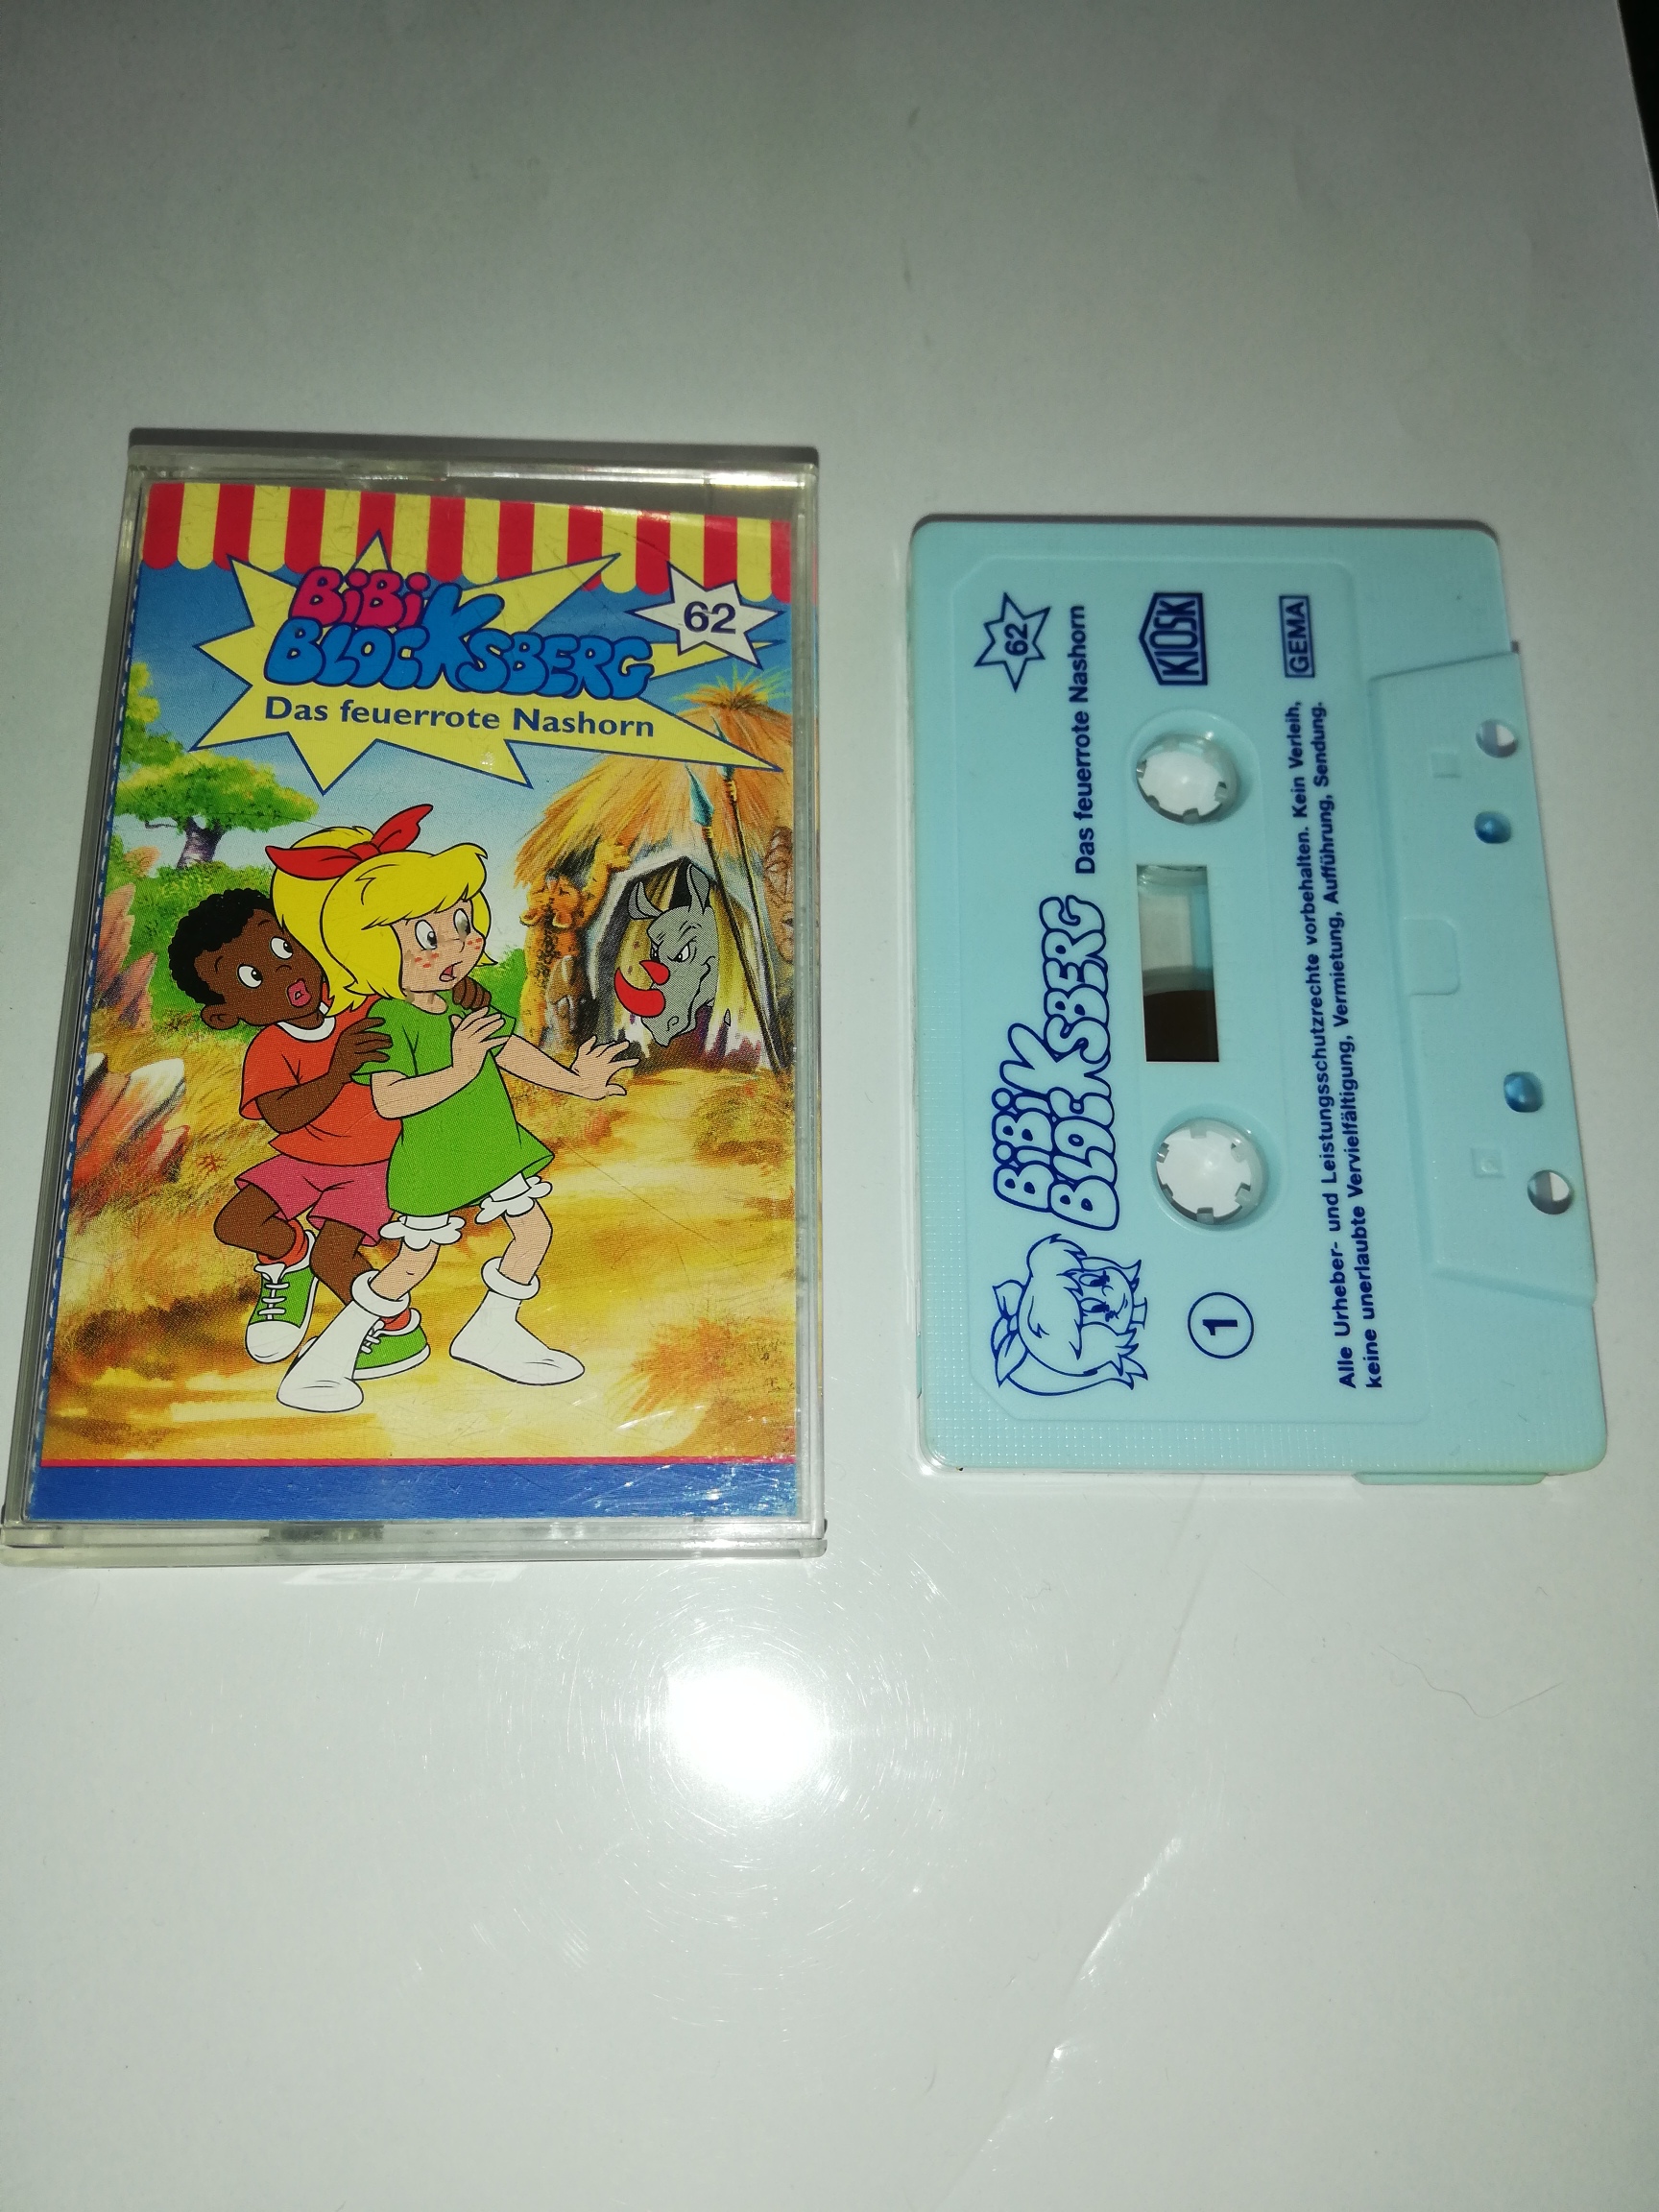 BiBi
BLOCKSBERG
62
Das feuerrote Nashorn
62
Das feuerrote Nashorn
BiBi
BLOCKSBERG
KIOSK
GEMA
1
Alle Urheber- und Leistungsschutzrechte vorbehalten. Kein Verleih,
keine unerlaubte Vervielfältigung, Vermietung, Aufführung, Sendung.